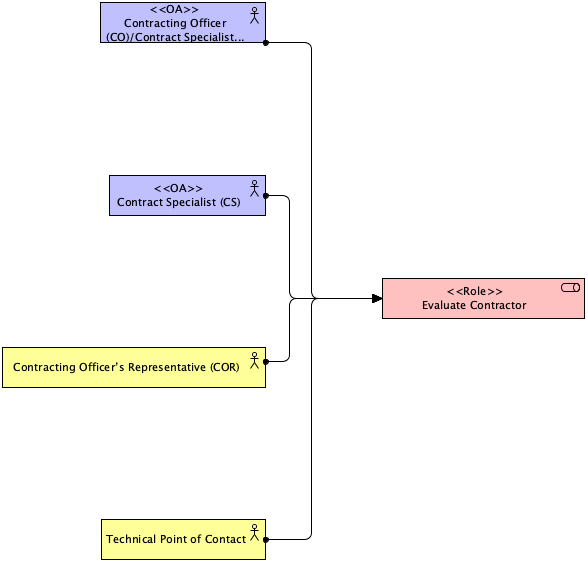 <<OA>>
Contracting Officer
(CO)/Contract Specialist...
<<OA>>
Contract Specialist (CS)
<<Role>>
Evaluate Contractor
Contracting Officer's Representative (COR)
Technical Point of Contact